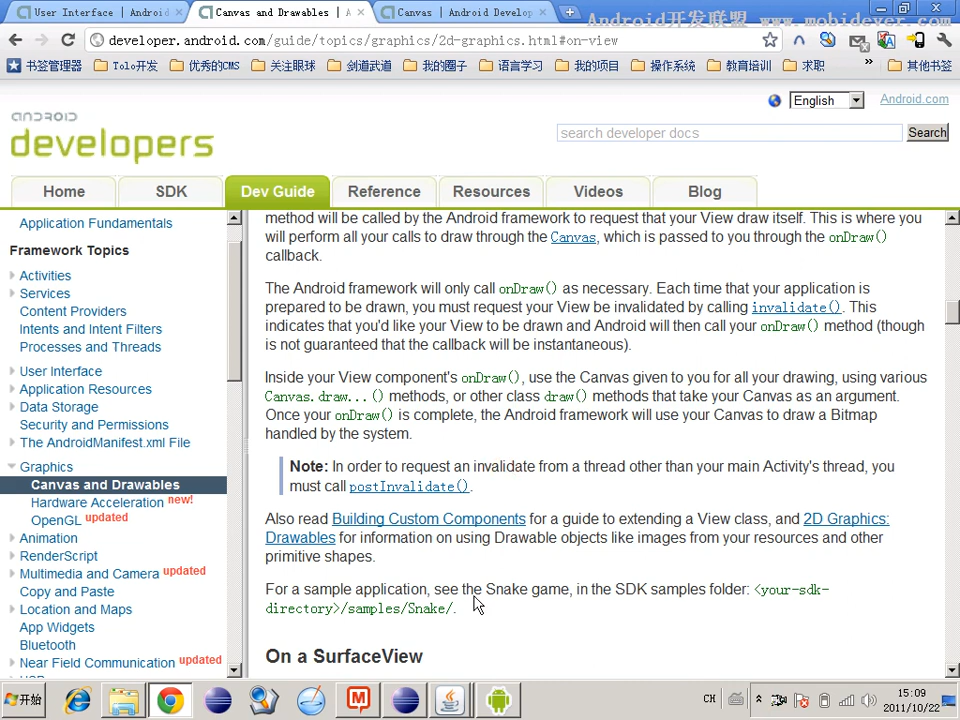 User Interface | Android
Canvas and Drawables | A
Canvas | Android Develop
Android开发联盟 www.mobidever.com
developer.android.com/guide/topics/graphics/2d-graphics.html#on-view
书签管理器 Tolo开发 优秀的CMS 关注眼球 剑道武道 我的圈子 语言学习 我的项目 操作系统 教育培训 求职 » 其他书签
English Android.com
android
developers
search developer docs Search
Home SDK Dev Guide Reference Resources Videos Blog
Application Fundamentals
Framework Topics
Activities
Services
Content Providers
Intents and Intent Filters
Processes and Threads
User Interface
Application Resources
Data Storage
Security and Permissions
The AndroidManifest.xml File
Graphics
Canvas and Drawables
Hardware Acceleration new!
OpenGL updated
Animation
RenderScript
Multimedia and Camera updated
Copy and Paste
Location and Maps
App Widgets
Bluetooth
Near Field Communication updated
method will be called by the Android framework to request that your View draw itself. This is where you
will perform all your calls to draw through the Canvas, which is passed to you through the onDraw()
callback.
The Android framework will only call onDraw() as necessary. Each time that your application is
prepared to be drawn, you must request your View be invalidated by calling invalidate(). This
indicates that you'd like your View to be drawn and Android will then call your onDraw() method (though
is not guaranteed that the callback will be instantaneous).
Inside your View component's onDraw(), use the Canvas given to you for all your drawing, using various
Canvas.draw...() methods, or other class draw() methods that take your Canvas as an argument.
Once your onDraw() is complete, the Android framework will use your Canvas to draw a Bitmap
handled by the system.
Note: In order to request an invalidate from a thread other than your main Activity's thread, you
must call postInvalidate().
Also read Building Custom Components for a guide to extending a View class, and 2D Graphics:
Drawables for information on using Drawable objects like images from your resources and other
primitive shapes.
For a sample application, see the Snake game, in the SDK samples folder: <your-sdk-
directory>/samples/Snake/.
On a SurfaceView
开始
CH
15:09
2011/10/22